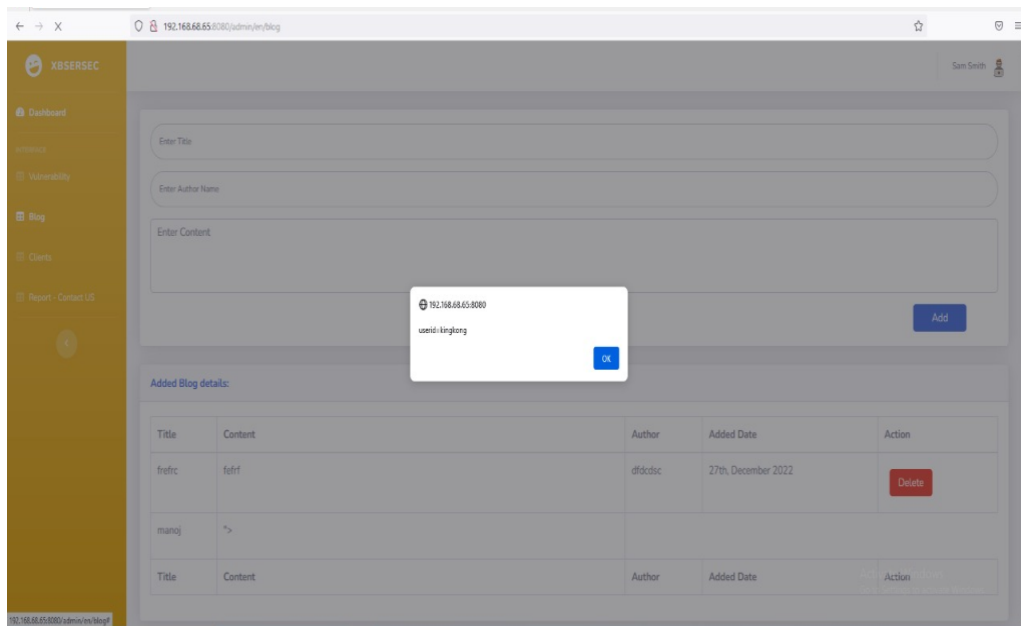 192.168.68.65:8080/admin/en/blog
XBSERSEC
Sam Smith
Dashboard
Vulnerability
Blog
Clients
Report - Contact US
Enter Title
Enter Author Name
Enter Content
192.168.68.65:8080
userid=kingkong
OK
Add
Added Blog details:
Title Content Author Added Date Action
frefrc fefrf dfdcdsc 27th, December 2022 Delete
manoj ">
Title Content Author Added Date Action
192.168.68.65:8080/admin/en/blog#